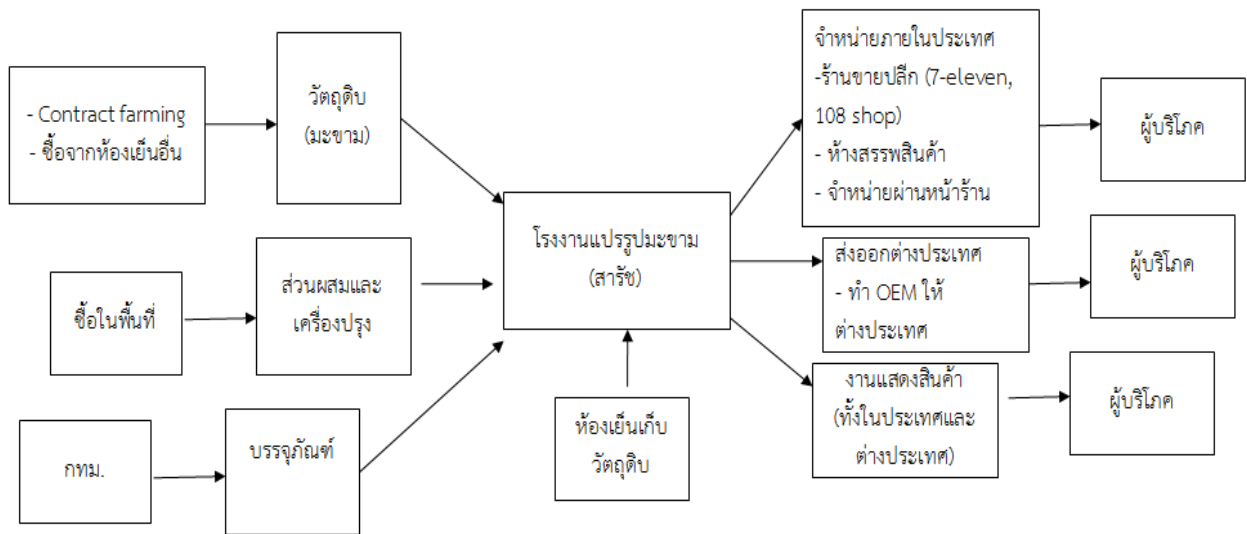 - Contract farming
- ซื้อจากห้องเย็นอื่น
วัตถุดิบ
(มะขาม)
ซื้อในพื้นที่
ส่วนผสมและ
เครื่องปรุง
กทม.
บรรจุภัณฑ์
โรงงานแปรรูปมะขาม
(สารัช)
ห้องเย็นเก็บ
วัตถุดิบ
จำหน่ายภายในประเทศ
-ร้านขายปลีก (7-eleven,
108 shop)
- ห้างสรรพสินค้า
- จำหน่ายผ่านหน้าร้าน
ผู้บริโภค
ส่งออกต่างประเทศ
- ทำ OEM ให้
ต่างประเทศ
ผู้บริโภค
งานแสดงสินค้า
(ทั้งในประเทศและ
ต่างประเทศ)
ผู้บริโภค